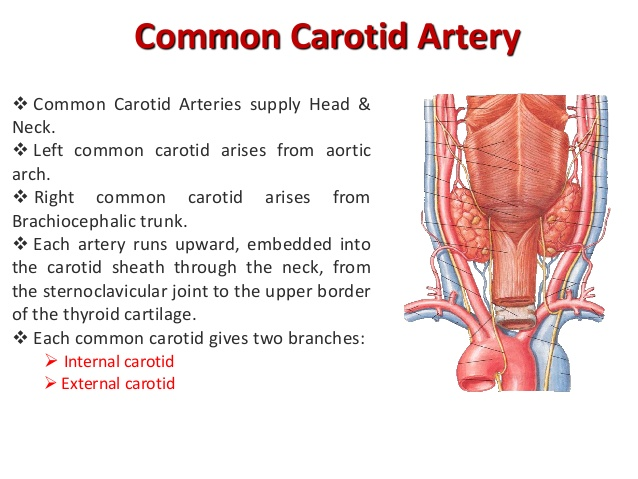 Common Carotid Artery
❖ Common Carotid Arteries supply Head &
Neck.
❖ Left common carotid arises from aortic
arch.
❖ Right common carotid arises from
Brachiocephalic trunk.
❖ Each artery runs upward, embedded into
the carotid sheath through the neck, from
the sternoclavicular joint to the upper border
of the thyroid cartilage.
❖ Each common carotid gives two branches:
➢ Internal carotid
➢ External carotid